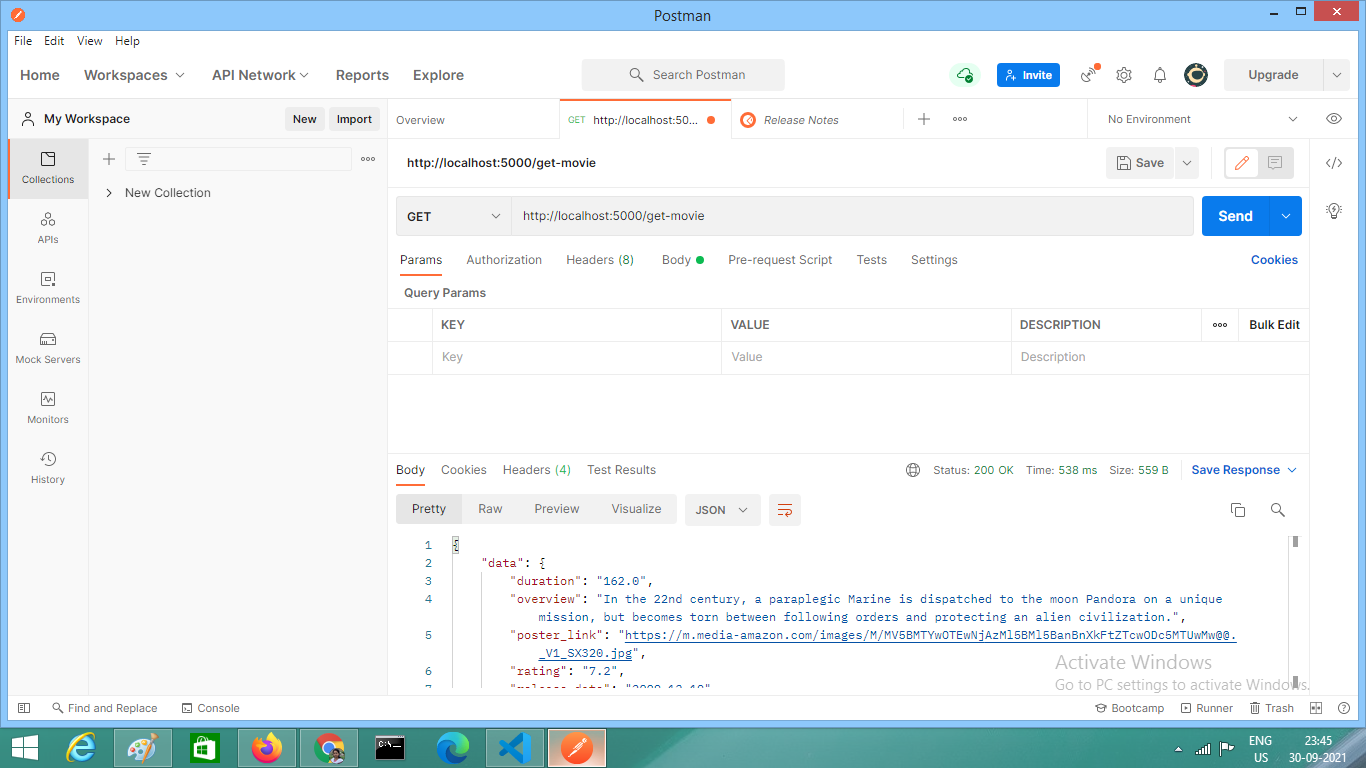 Postman
File Edit View Help
Home Workspaces API Network Reports Explore Search Postman Invite Upgrade
My Workspace New Import Overview GET http://localhost:50... Release Notes No Environment
http://localhost:5000/get-movie Save
Collections New Collection
GET http://localhost:5000/get-movie Send
APIs
Params Authorization Headers (8) Body Pre-request Script Tests Settings Cookies
Environments
Query Params
KEY VALUE DESCRIPTION Bulk Edit
Key Value Description
Mock Servers
Monitors
History
Body Cookies Headers (4) Test Results Status: 200 OK Time: 538 ms Size: 559 B Save Response
Pretty Raw Preview Visualize JSON
1 {
2 "data": {
3 "duration": "162.0",
4 "overview": "In the 22nd century, a paraplegic Marine is dispatched to the moon Pandora on a unique
mission, but becomes torn between following orders and protecting an alien civilization.",
5 "poster_link": "https://m.media-amazon.com/images/M/MV5BMTYwOTEwNjAzMl5BMl5BanBnXkFtZTcwODc5MTUwMw@@.
_V1_SX320.jpg",
6 "rating": "7.2",
7 "release_date": "2009-12-10"
Activate Windows
Go to PC settings to activate Windows.
Find and Replace Console Bootcamp Runner Trash
C:\_
ENG 23:45
US 30-09-2021